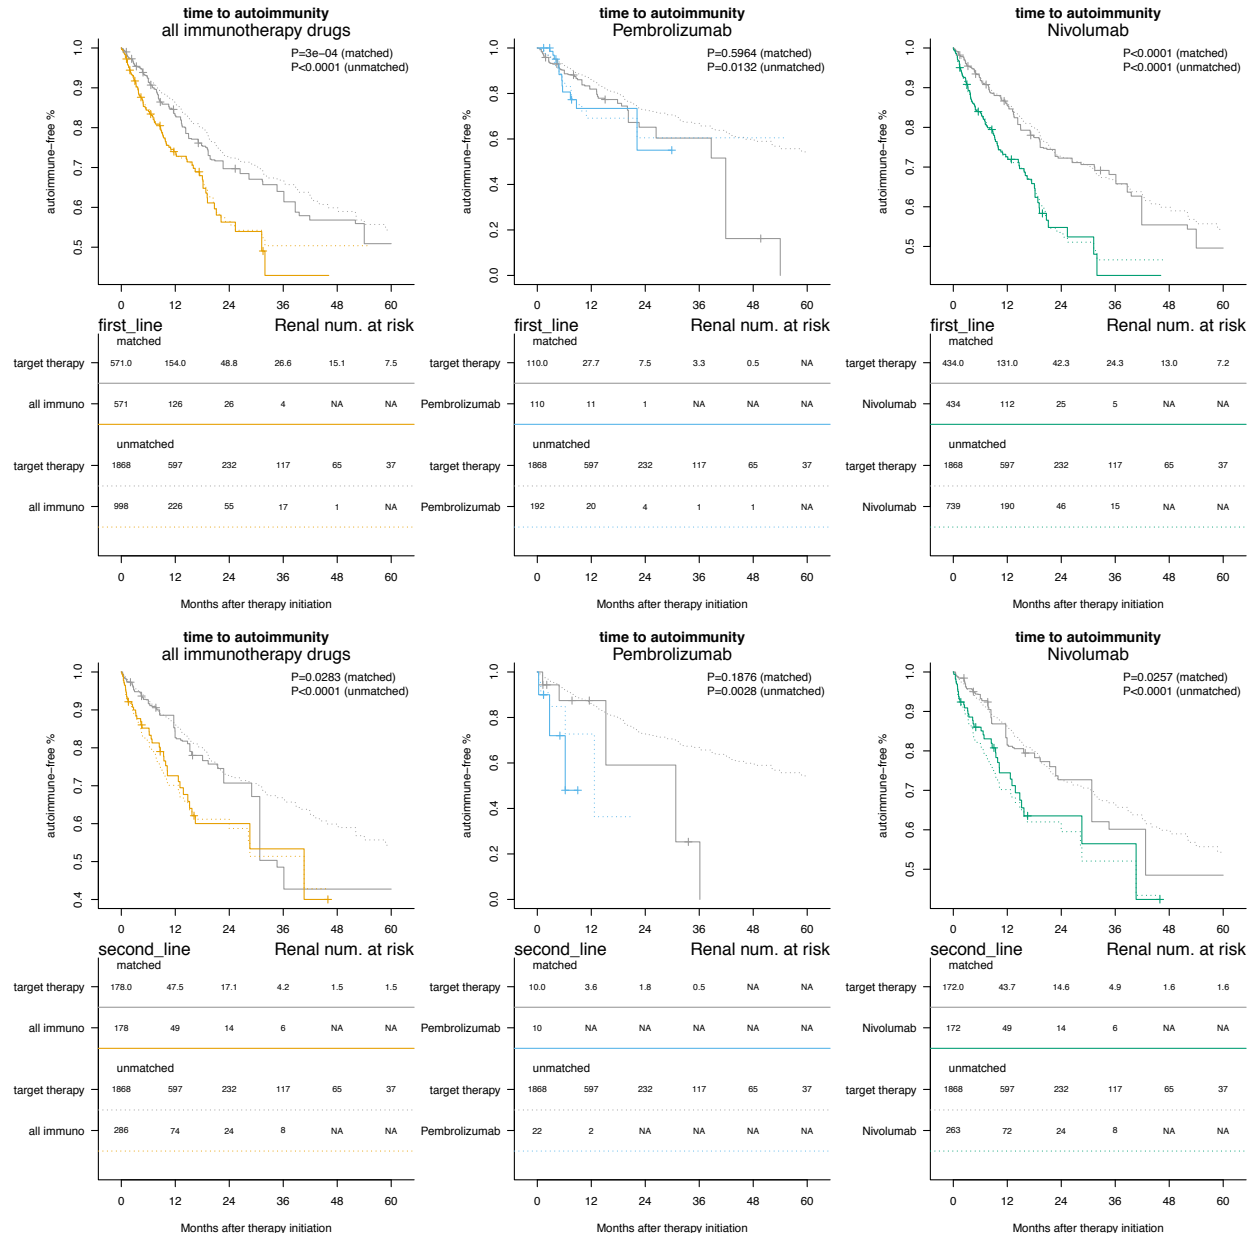 time to autoimmunity
all immunotherapy drugs
P=3e−04 (matched)
P<0.0001 (unmatched)
autoimmune−free %
1.0
0.9
0.8
0.7
0.6
0.5
0 12 24 36 48 60
first_line Renal num. at risk
matched
target therapy 571.0 154.0 48.8 26.6 15.1 7.5
all immuno 571 126 26 4 NA NA
unmatched
target therapy 1868 597 232 117 65 37
all immuno 998 226 55 17 1 NA
0 12 24 36 48 60
Months after therapy initiation
time to autoimmunity
Pembrolizumab
P=0.5964 (matched)
P=0.0132 (unmatched)
autoimmune−free %
1.0
0.8
0.6
0.4
0.2
0.0
0 12 24 36 48 60
first_line Renal num. at risk
matched
target therapy 110.0 27.7 7.5 3.3 0.5 NA
Pembrolizumab 110 11 1 NA NA NA
unmatched
target therapy 1868 597 232 117 65 37
Pembrolizumab 192 20 4 1 1 NA
0 12 24 36 48 60
Months after therapy initiation
time to autoimmunity
Nivolumab
P<0.0001 (matched)
P<0.0001 (unmatched)
autoimmune−free %
1.0
0.9
0.8
0.7
0.6
0.5
0 12 24 36 48 60
first_line Renal num. at risk
matched
target therapy 434.0 131.0 42.3 24.3 13.0 7.2
Nivolumab 434 112 25 5 NA NA
unmatched
target therapy 1868 597 232 117 65 37
Nivolumab 739 190 46 15 NA NA
0 12 24 36 48 60
Months after therapy initiation
time to autoimmunity
all immunotherapy drugs
P=0.0283 (matched)
P<0.0001 (unmatched)
autoimmune−free %
1.0
0.9
0.8
0.7
0.6
0.5
0.4
0 12 24 36 48 60
second_line Renal num. at risk
matched
target therapy 178.0 47.5 17.1 4.2 1.5 1.5
all immuno 178 49 14 6 NA NA
unmatched
target therapy 1868 597 232 117 65 37
all immuno 286 74 24 8 NA NA
0 12 24 36 48 60
Months after therapy initiation
time to autoimmunity
Pembrolizumab
P=0.1876 (matched)
P=0.0028 (unmatched)
autoimmune−free %
1.0
0.8
0.6
0.4
0.2
0.0
0 12 24 36 48 60
second_line Renal num. at risk
matched
target therapy 10.0 3.6 1.8 0.5 NA NA
Pembrolizumab 10 NA NA NA NA NA
unmatched
target therapy 1868 597 232 117 65 37
Pembrolizumab 22 2 NA NA NA NA
0 12 24 36 48 60
Months after therapy initiation
time to autoimmunity
Nivolumab
P=0.0257 (matched)
P<0.0001 (unmatched)
autoimmune−free %
1.0
0.9
0.8
0.7
0.6
0.5
0 12 24 36 48 60
second_line Renal num. at risk
matched
target therapy 172.0 43.7 14.6 4.9 1.6 1.6
Nivolumab 172 49 14 6 NA NA
unmatched
target therapy 1868 597 232 117 65 37
Nivolumab 263 72 24 8 NA NA
0 12 24 36 48 60
Months after therapy initiation